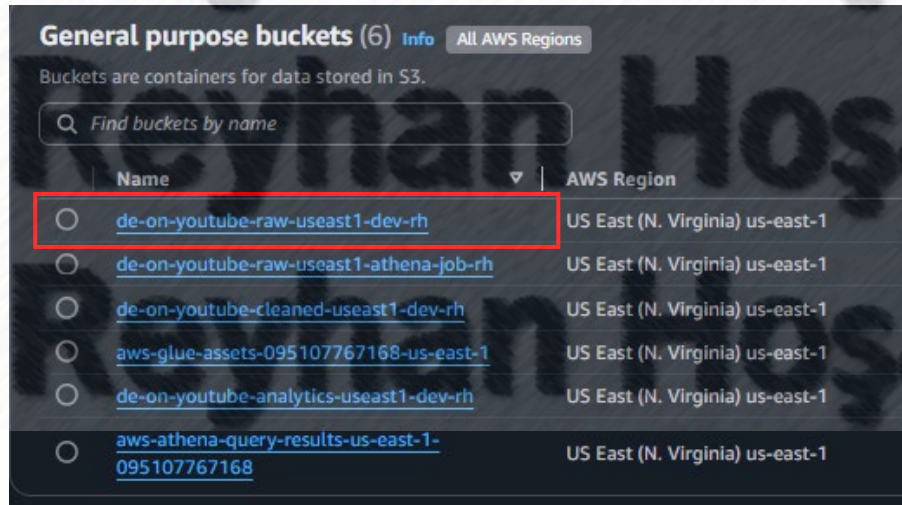 General purpose buckets (6) Info All AWS Regions
Buckets are containers for data stored in S3.
Find buckets by name
Name AWS Region
de-on-youtube-raw-useast1-dev-rh US East (N. Virginia) us-east-1
de-on-youtube-raw-useast1-athena-job-rh US East (N. Virginia) us-east-1
de-on-youtube-cleaned-useast1-dev-rh US East (N. Virginia) us-east-1
aws-glue-assets-095107767168-us-east-1 US East (N. Virginia) us-east-1
de-on-youtube-analytics-useast1-dev-rh US East (N. Virginia) us-east-1
aws-athena-query-results-us-east-1-
095107767168 US East (N. Virginia) us-east-1
Reyhan Hos
Reyhan Hos